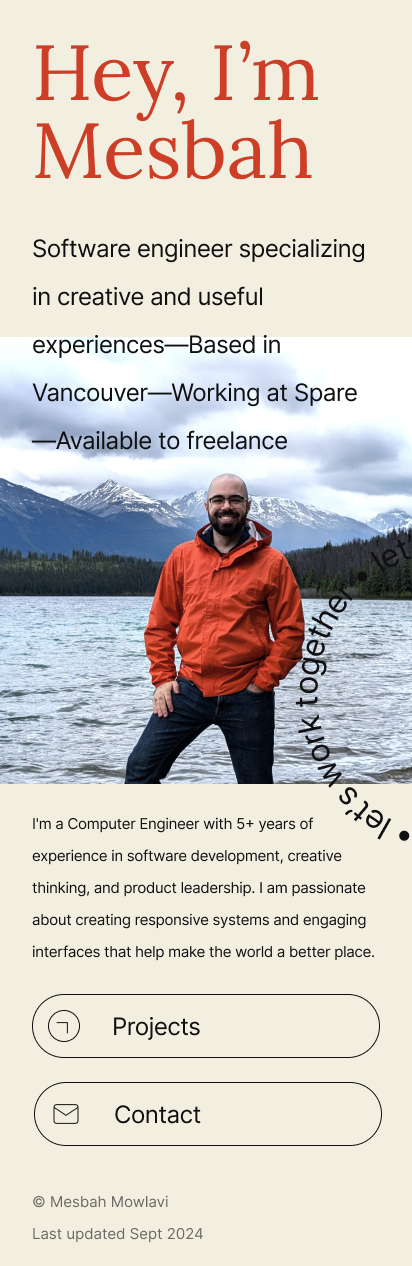 Hey, I’m
Mesbah
Software engineer specializing
in creative and useful
experiences—Based in
Vancouver—Working at Spare
—Available to freelance
• let's work together • let'
I'm a Computer Engineer with 5+ years of
experience in software development, creative
thinking, and product leadership. I am passionate
about creating responsive systems and engaging
interfaces that help make the world a better place.
Projects
Contact
© Mesbah Mowlavi
Last updated Sept 2024